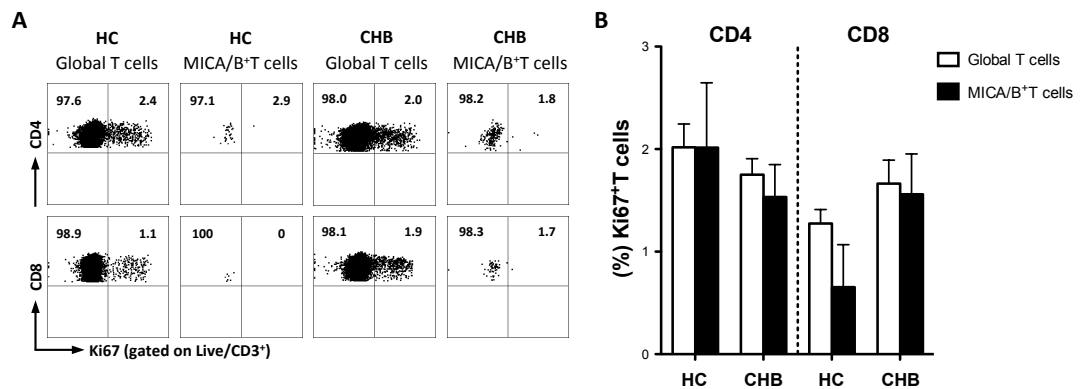 A
HC
Global T cells
HC
MICA/B⁺T cells
CHB
Global T cells
CHB
MICA/B⁺T cells
97.6 2.4
97.1 2.9
98.0 2.0
98.2 1.8
CD4
98.9 1.1
100 0
98.1 1.9
98.3 1.7
CD8
Ki67 (gated on Live/CD3⁺)
B
CD4 CD8
Global T cells
MICA/B⁺T cells
(%) Ki67⁺T cells
3
2
1
0
HC CHB HC CHB